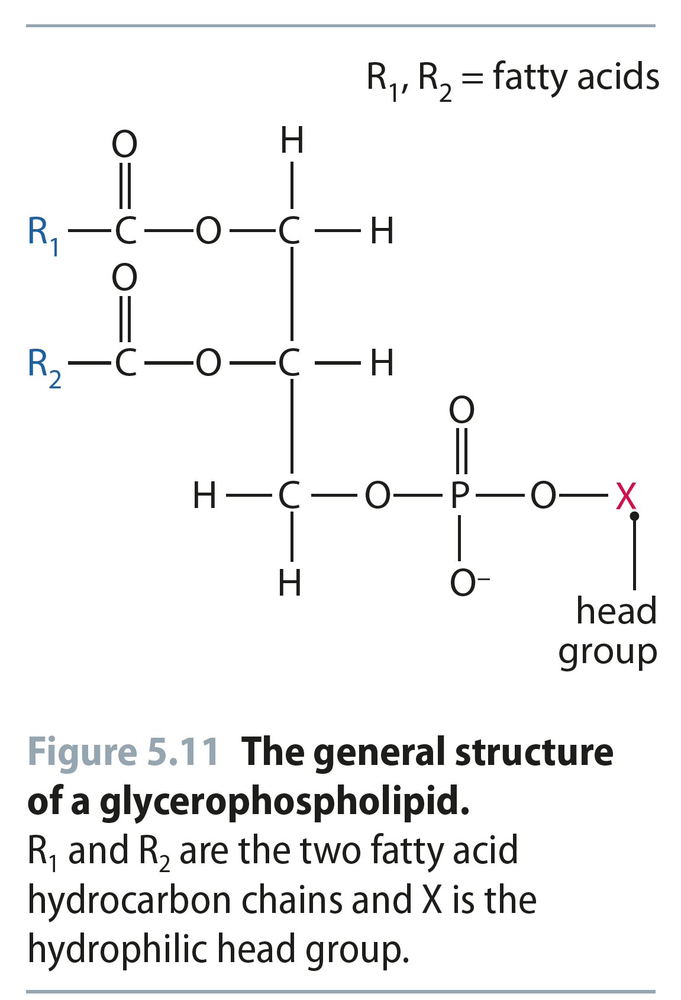 R₁, R₂ = fatty acids
O H
R₁ C O C H
O
R₂ C O C H
O
H C O P O X
H O⁻
head
group
Figure 5.11 The general structure
of a glycerophospholipid.
R₁ and R₂ are the two fatty acid
hydrocarbon chains and X is the
hydrophilic head group.